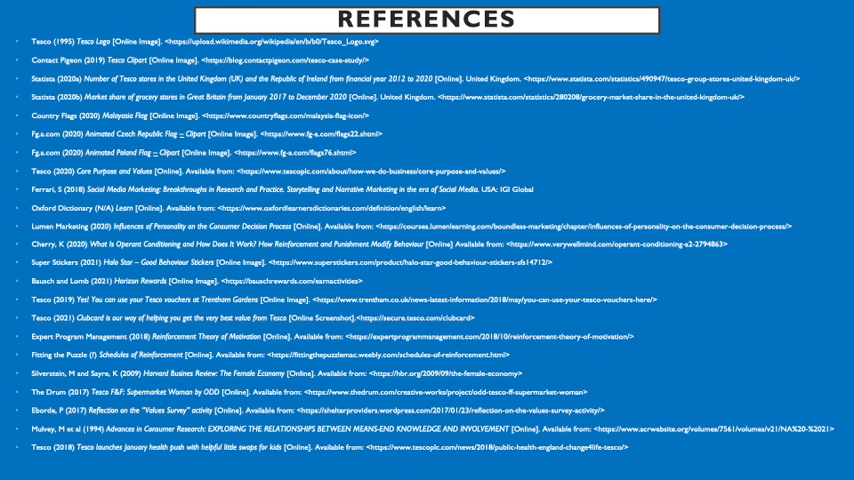 REFERENCES
• Tesco (1995) Tesco Logo [Online Image]. <https://upload.wikimedia.org/wikipedia/en/b/b0/Tesco_Logo.svg>
• Contact Pigeon (2019) Tesco Clipart [Online Image]. <https://blog.contactpigeon.com/tesco-case-study/>
• Statista (2020a) Number of Tesco stores in the United Kingdom (UK) and the Republic of Ireland from financial year 2012 to 2020 [Online]. United Kingdom. <https://www.statista.com/statistics/490947/tesco-group-stores-united-kingdom-uk/>
• Statista (2020b) Market share of grocery stores in Great Britain from January 2017 to December 2020 [Online]. United Kingdom. <https://www.statista.com/statistics/280208/grocery-market-share-in-the-united-kingdom-uk/>
• Country Flags (2020) Malayasia Flag [Online Image]. <https://www.countryflags.com/malaysia-flag-icon/>
• Fg.a.com (2020) Animated Czech Republic Flag – Clipart [Online Image]. <https://www.fg-a.com/flags22.shtml>
• Fg.a.com (2020) Animated Poland Flag – Clipart [Online Image]. <https://www.fg-a.com/flags76.shtml>
• Tesco (2020) Core Purpose and Values [Online]. Available from: <https://www.tescoplc.com/about/how-we-do-business/core-purpose-and-values/>
• Ferrari, S (2018) Social Media Marketing: Breakthroughs in Research and Practice. Storytelling and Narrative Marketing in the era of Social Media. USA: IGI Global
• Oxford Dictionary (N/A) Learn [Online]. Available from: <https://www.oxfordlearnersdictionaries.com/definition/english/learn>
• Lumen Marketing (2020) Influences of Personality on the Consumer Decision Process [Online]. Available from: <https://courses.lumenlearning.com/boundless-marketing/chapter/influences-of-personality-on-the-consumer-decision-process/>
• Cherry, K (2020) What Is Operant Conditioning and How Does It Work? How Reinforcement and Punishment Modify Behaviour [Online] Available from: <https://www.verywellmind.com/operant-conditioning-a2-2794863>
• Super Stickers (2021) Halo Star – Good Behaviour Stickers [Online Image]. <https://www.superstickers.com/product/halo-star-good-behaviour-stickers-sfs14712/>
• Bausch and Lomb (2021) Horizon Rewards [Online Image]. <https://bauschrewards.com/earnactivities>
• Tesco (2019) Yes! You can use your Tesco vouchers at Trentham Gardens [Online Image]. <https://www.trentham.co.uk/news-latest-information/2018/may/you-can-use-your-tesco-vouchers-here/>
• Tesco (2021) Clubcard is our way of helping you get the very best value from Tesco [Online Screenshot].<https://secure.tesco.com/clubcard>
• Expert Program Management (2018) Reinforcement Theory of Motivation [Online]. Available from: <https://expertprogrammanagement.com/2018/10/reinforcement-theory-of-motivation/>
• Fitting the Puzzle (?) Schedules of Reinforcement [Online]. Available from: <https://fittingthepuzzlemac.weebly.com/schedules-of-reinforcement.html>
• Silverstein, M and Sayre, K (2009) Harvard Busines Review: The Female Economy [Online]. Available from: <https://hbr.org/2009/09/the-female-economy>
• The Drum (2017) Tesco F&F: Supermarket Woman by ODD [Online]. Available from: <https://www.thedrum.com/creative-works/project/odd-tesco-ff-supermarket-woman>
• Eborde, P (2017) Reflection on the "Values Survey" activity [Online]. Available from: <https://shelterproviders.wordpress.com/2017/01/23/reflection-on-the-values-survey-activity/>
• Mulvey, M et al (1994) Advances in Consumer Research: EXPLORING THE RELATIONSHIPS BETWEEN MEANS-END KNOWLEDGE AND INVOLVEMENT [Online]. Available from: <https://www.acrwebsite.org/volumes/7561/volumes/v21/NA%20-%2021>
• Tesco (2018) Tesco launches January health push with helpful little swaps for kids [Online]. Available from: <https://www.tescoplc.com/news/2018/public-health-england-change4life-tesco/>